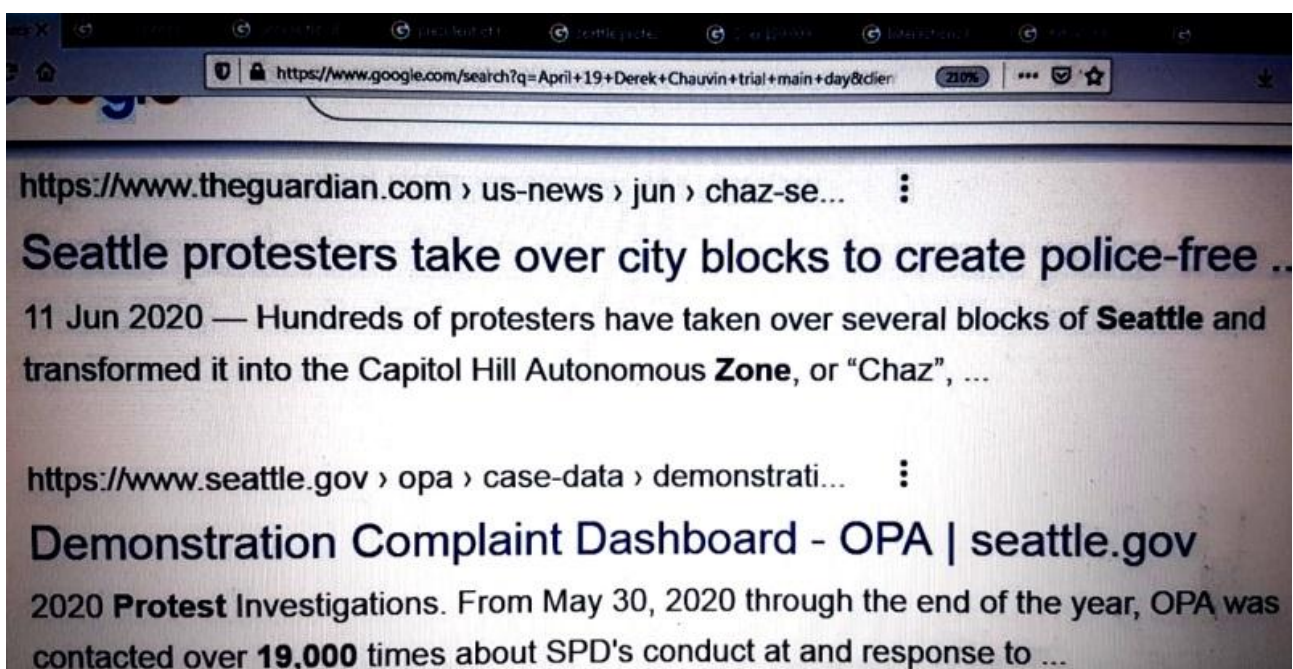 https://www.google.com/search?q=April+19+Derek+Chauvin+trial+main+day&clien 210%
https://www.theguardian.com › us-news › jun › chaz-se...
Seattle protesters take over city blocks to create police-free ..
11 Jun 2020 — Hundreds of protesters have taken over several blocks of Seattle and
transformed it into the Capitol Hill Autonomous Zone, or “Chaz”, ...
https://www.seattle.gov › opa › case-data › demonstrati...
Demonstration Complaint Dashboard - OPA | seattle.gov
2020 Protest Investigations. From May 30, 2020 through the end of the year, OPA was
contacted over 19,000 times about SPD's conduct at and response to ...